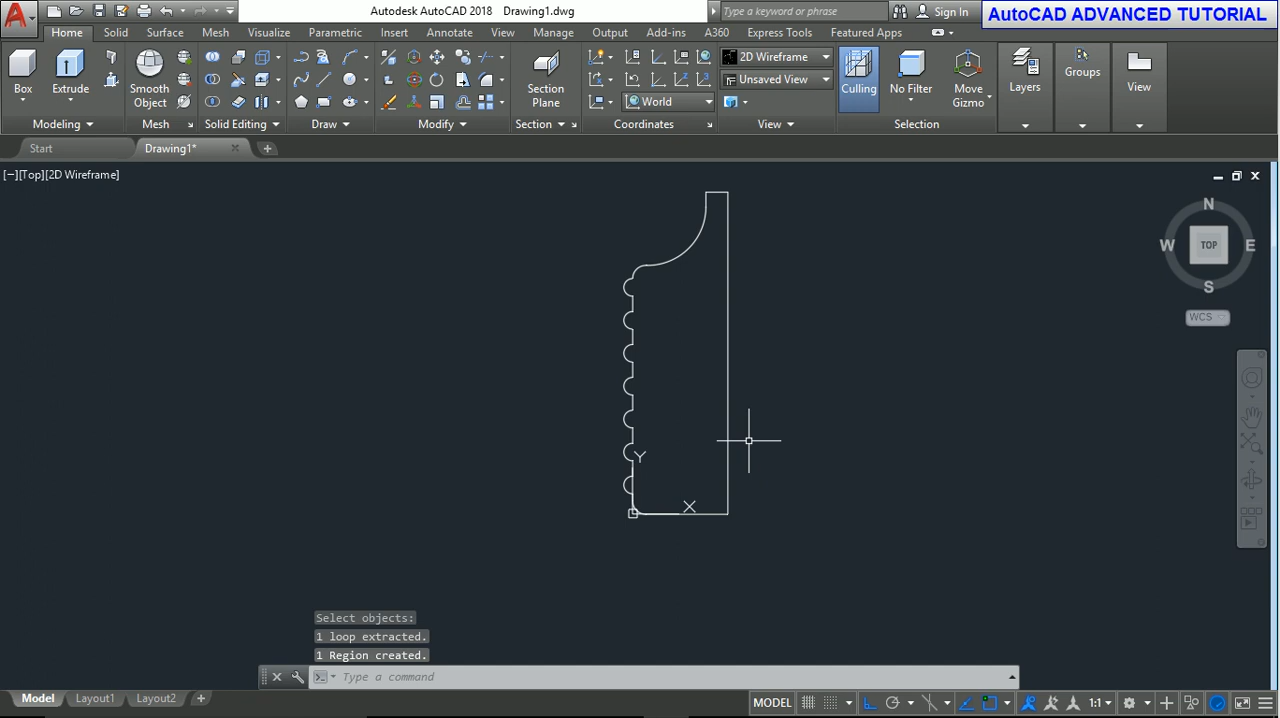 Autodesk AutoCAD 2018 Drawing1.dwg
Type a keyword or phrase
Sign In
AutoCAD ADVANCED TUTORIAL
Home Solid Surface Mesh Visualize Parametric Insert Annotate View Manage Output Add-ins A360 Express Tools Featured Apps
Box
Extrude
Smooth
Object
Section
Plane
World
2D Wireframe
Unsaved View
Culling
No Filter
Move
Gizmo
Layers
Groups
View
Modeling Mesh Solid Editing Draw Modify Section Coordinates View Selection
Start Drawing1*
[−][Top][2D Wireframe]
N
W TOP E
S
WCS
Y
X
Select objects:
1 loop extracted.
1 Region created.
Type a command
Model Layout1 Layout2
MODEL 1:1